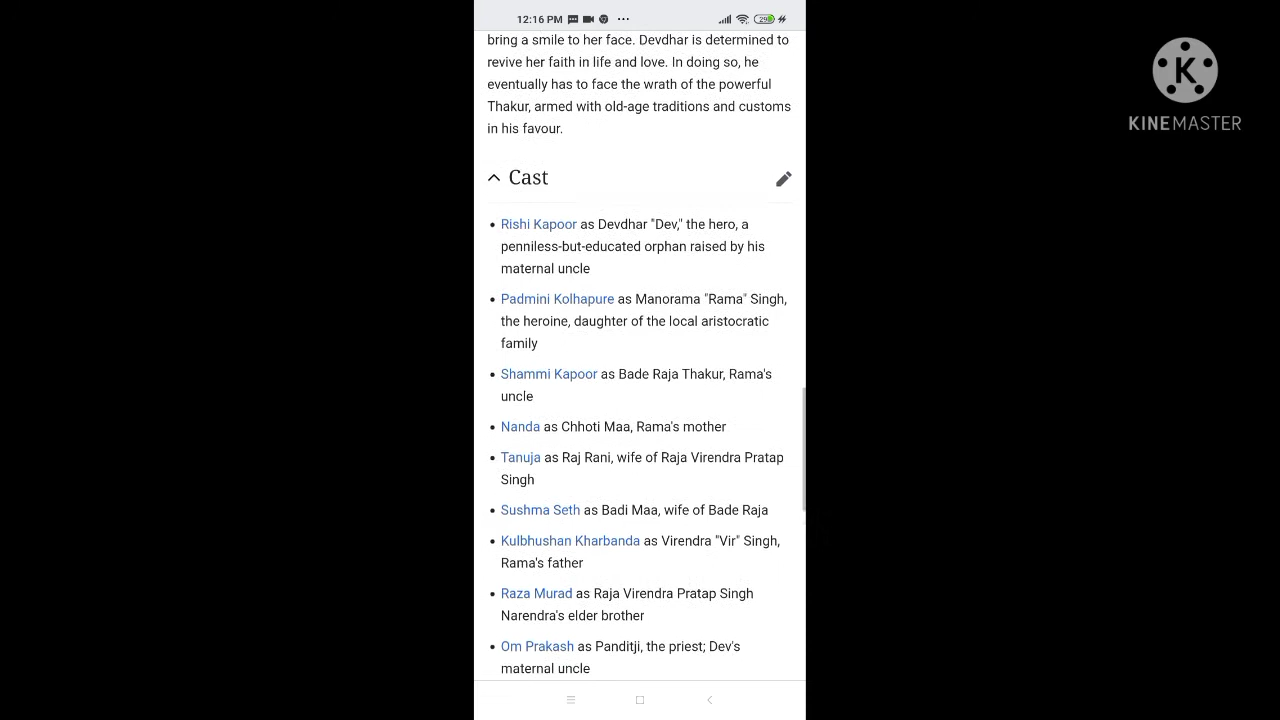 12:16 PM
29
bring a smile to her face. Devdhar is determined to
revive her faith in life and love. In doing so, he
eventually has to face the wrath of the powerful
Thakur, armed with old-age traditions and customs
in his favour.
Cast
• Rishi Kapoor as Devdhar "Dev," the hero, a
penniless-but-educated orphan raised by his
maternal uncle
• Padmini Kolhapure as Manorama "Rama" Singh,
the heroine, daughter of the local aristocratic
family
• Shammi Kapoor as Bade Raja Thakur, Rama's
uncle
• Nanda as Chhoti Maa, Rama's mother
• Tanuja as Raj Rani, wife of Raja Virendra Pratap
Singh
• Sushma Seth as Badi Maa, wife of Bade Raja
• Kulbhushan Kharbanda as Virendra "Vir" Singh,
Rama's father
• Raza Murad as Raja Virendra Pratap Singh
Narendra's elder brother
• Om Prakash as Panditji, the priest; Dev's
maternal uncle
K
KINEMASTER